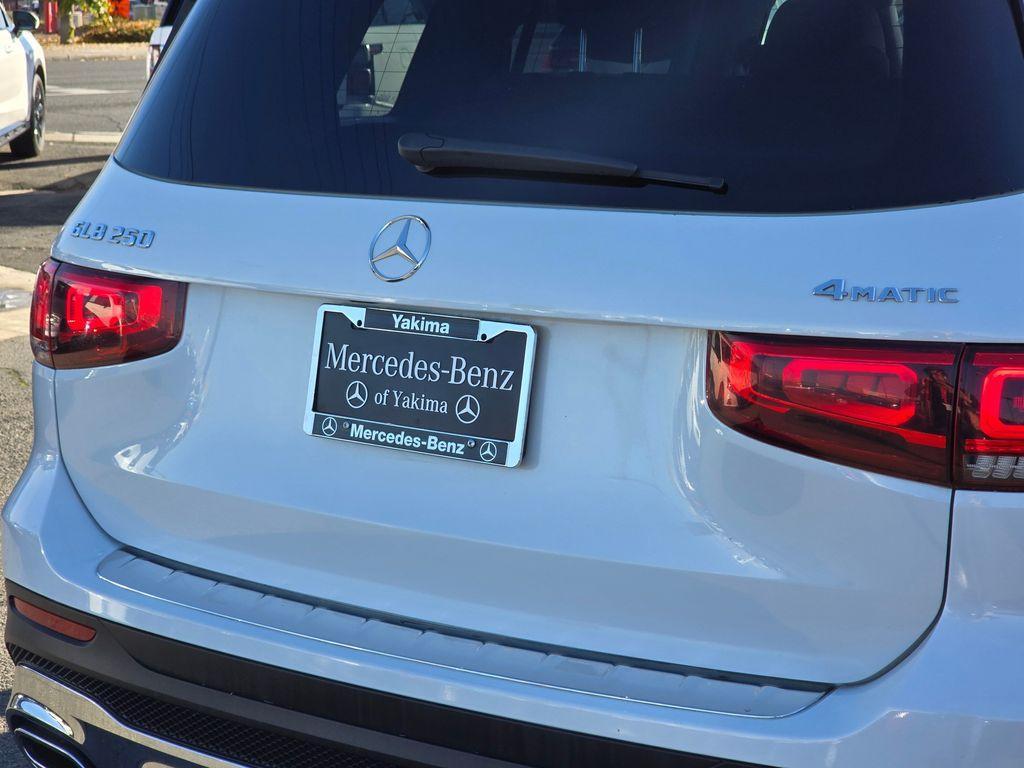 GLB 250
4MATIC
Yakima
Mercedes-Benz
of Yakima
Mercedes-Benz